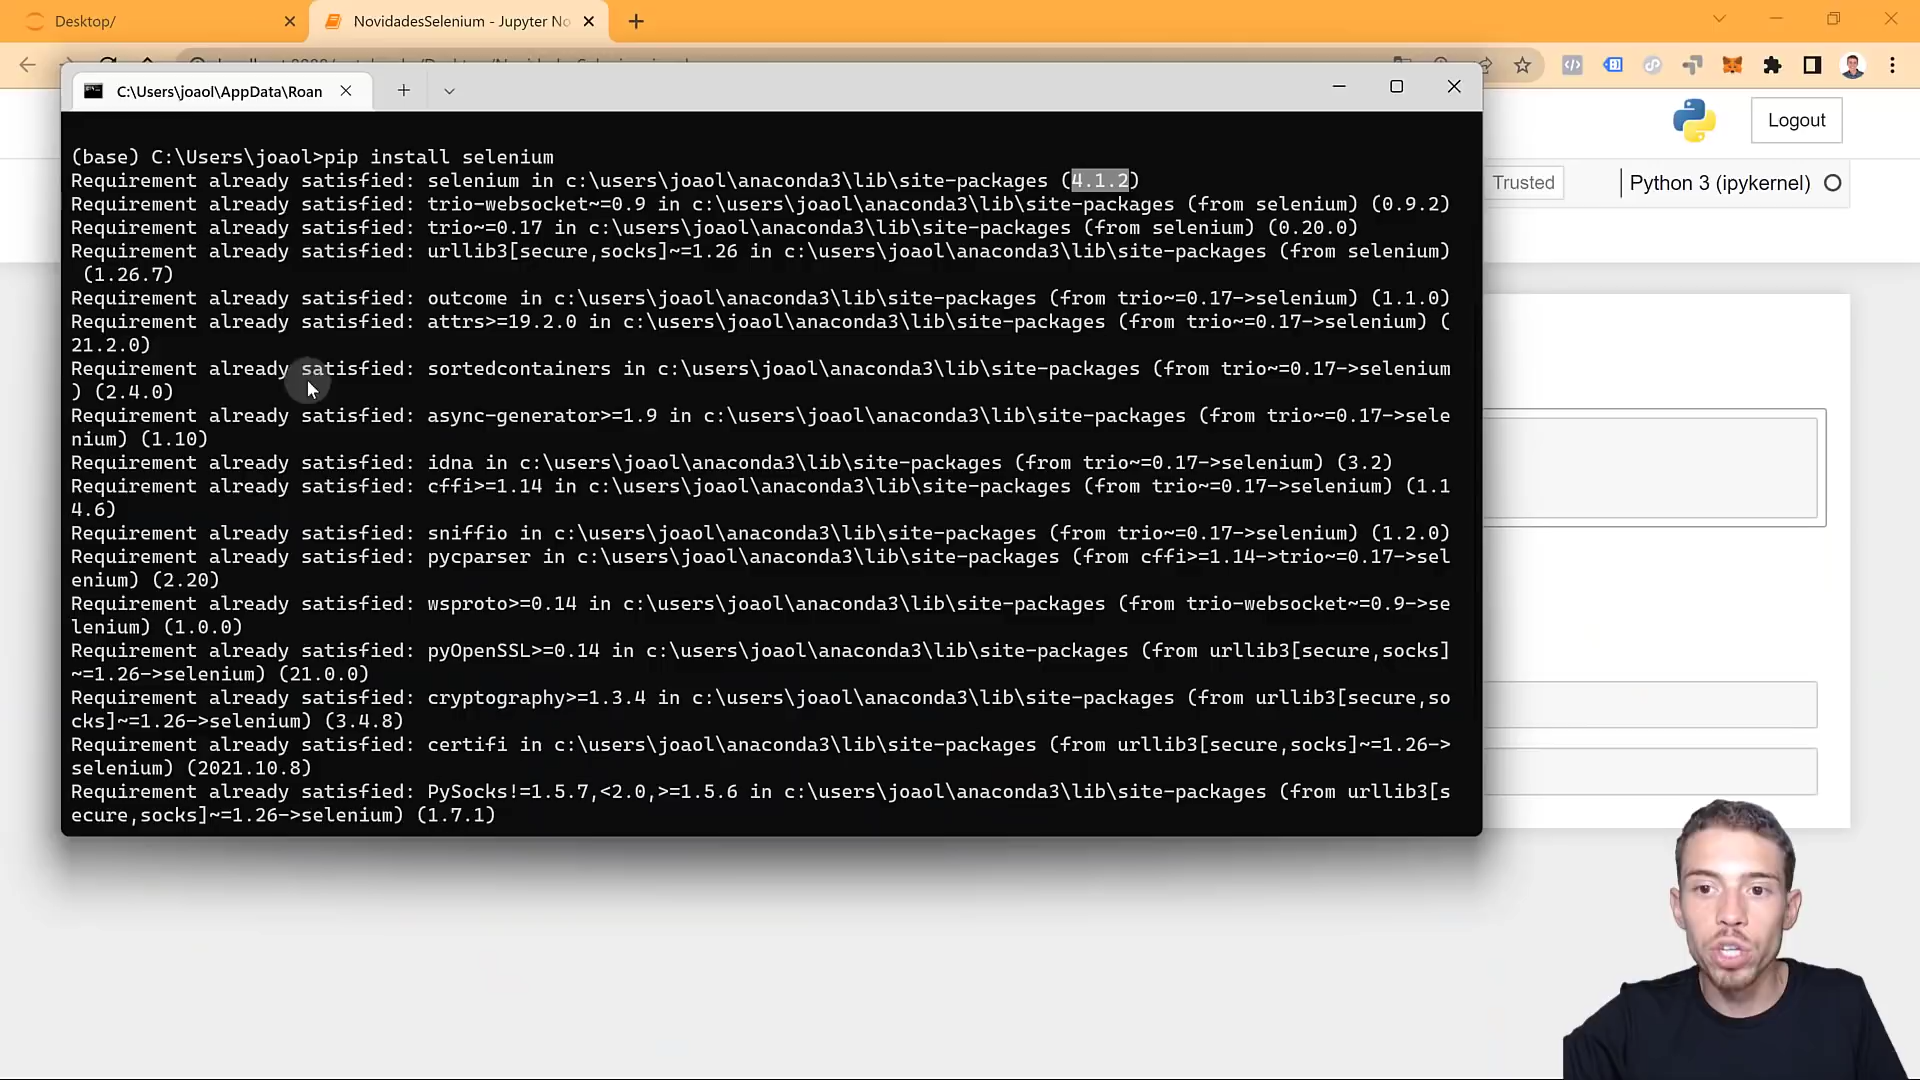 Desktop/
NovidadesSelenium - Jupyter No
C:\Users\joaol\AppData\Roan
Logout
Trusted
Python 3 (ipykernel)
(base) C:\Users\joaol>pip install selenium
Requirement already satisfied: selenium in c:\users\joaol\anaconda3\lib\site-packages (4.1.2)
Requirement already satisfied: trio-websocket~=0.9 in c:\users\joaol\anaconda3\lib\site-packages (from selenium) (0.9.2)
Requirement already satisfied: trio~=0.17 in c:\users\joaol\anaconda3\lib\site-packages (from selenium) (0.20.0)
Requirement already satisfied: urllib3[secure,socks]~=1.26 in c:\users\joaol\anaconda3\lib\site-packages (from selenium)
(1.26.7)
Requirement already satisfied: outcome in c:\users\joaol\anaconda3\lib\site-packages (from trio~=0.17->selenium) (1.1.0)
Requirement already satisfied: attrs>=19.2.0 in c:\users\joaol\anaconda3\lib\site-packages (from trio~=0.17->selenium) (
21.2.0)
Requirement already satisfied: sortedcontainers in c:\users\joaol\anaconda3\lib\site-packages (from trio~=0.17->selenium
) (2.4.0)
Requirement already satisfied: async-generator>=1.9 in c:\users\joaol\anaconda3\lib\site-packages (from trio~=0.17->sele
nium) (1.10)
Requirement already satisfied: idna in c:\users\joaol\anaconda3\lib\site-packages (from trio~=0.17->selenium) (3.2)
Requirement already satisfied: cffi>=1.14 in c:\users\joaol\anaconda3\lib\site-packages (from trio~=0.17->selenium) (1.1
4.6)
Requirement already satisfied: sniffio in c:\users\joaol\anaconda3\lib\site-packages (from trio~=0.17->selenium) (1.2.0)
Requirement already satisfied: pycparser in c:\users\joaol\anaconda3\lib\site-packages (from cffi>=1.14->trio~=0.17->sel
enium) (2.20)
Requirement already satisfied: wsproto>=0.14 in c:\users\joaol\anaconda3\lib\site-packages (from trio-websocket~=0.9->se
lenium) (1.0.0)
Requirement already satisfied: pyOpenSSL>=0.14 in c:\users\joaol\anaconda3\lib\site-packages (from urllib3[secure,socks]
~=1.26->selenium) (21.0.0)
Requirement already satisfied: cryptography>=1.3.4 in c:\users\joaol\anaconda3\lib\site-packages (from urllib3[secure,so
cks]~=1.26->selenium) (3.4.8)
Requirement already satisfied: certifi in c:\users\joaol\anaconda3\lib\site-packages (from urllib3[secure,socks]~=1.26->
selenium) (2021.10.8)
Requirement already satisfied: PySocks!=1.5.7,<2.0,>=1.5.6 in c:\users\joaol\anaconda3\lib\site-packages (from urllib3[s
ecure,socks]~=1.26->selenium) (1.7.1)